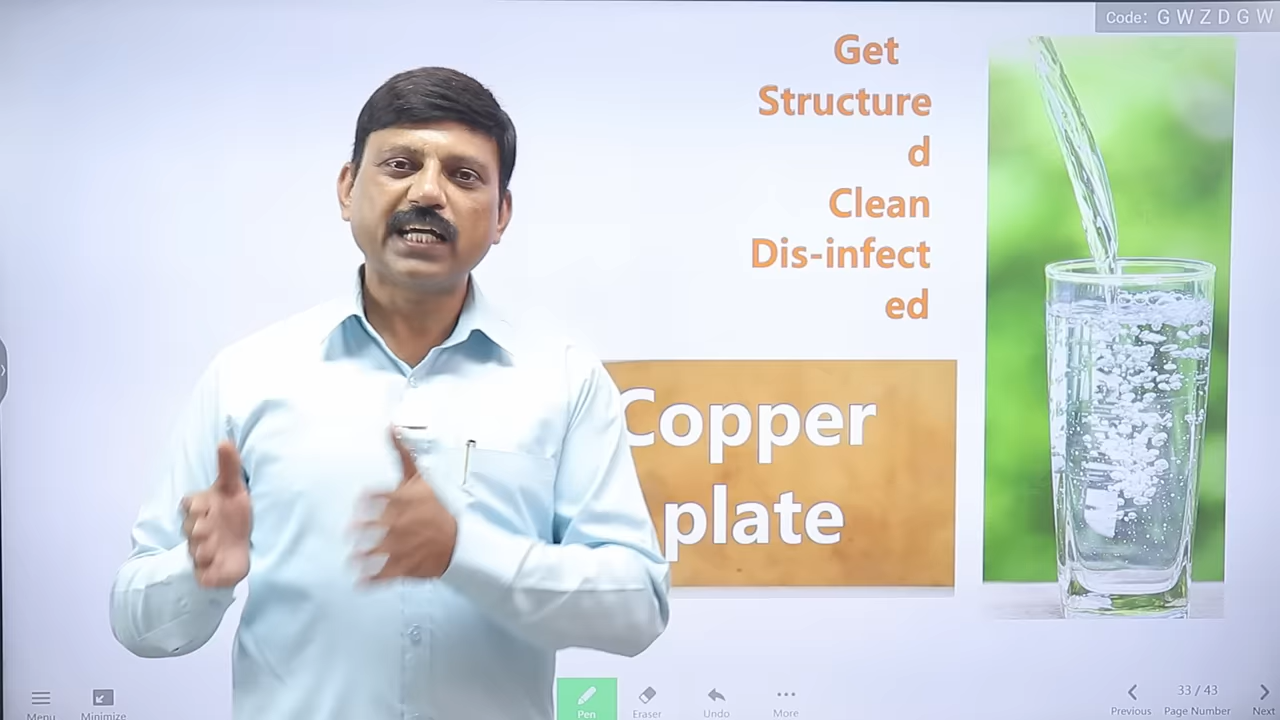 Code: G W Z D G W
Get
Structure
d
Clean
Dis-infect
ed
Copper
plate
Menu
Minimize
Pen
Eraser
Undo
More
Previous
33 / 43
Page Number
Next